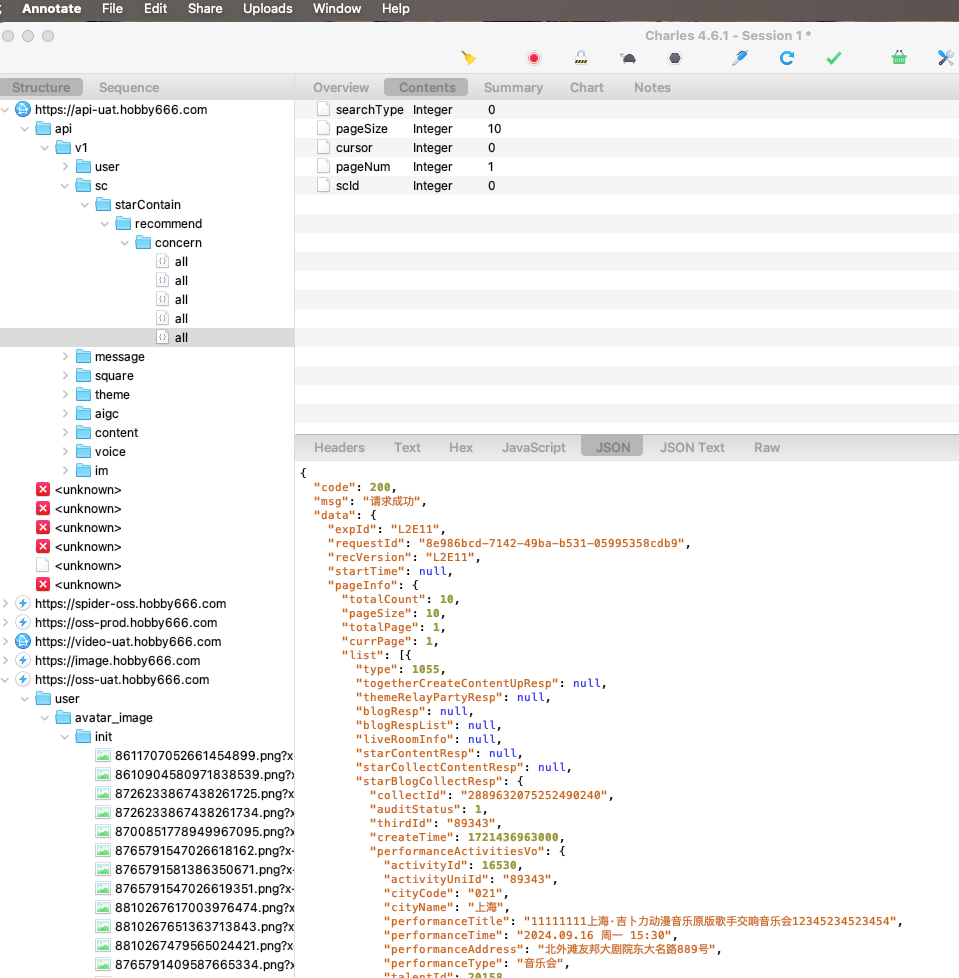 Annotate File Edit Share Uploads Window Help
Charles 4.6.1 - Session 1 *
Structure Sequence
Overview Contents Summary Chart Notes
https://api-uat.hobby666.com
api
v1
user
sc
starContain
recommend
concern
all
all
all
all
all
message
square
theme
aigc
content
voice
im
<unknown>
<unknown>
<unknown>
<unknown>
<unknown>
<unknown>
https://spider-oss.hobby666.com
https://oss-prod.hobby666.com
https://video-uat.hobby666.com
https://image.hobby666.com
https://oss-uat.hobby666.com
user
avatar_image
init
8611707052661454899.png?x-
8610904580971838539.png?x
8726233867438261725.png?x-
8726233867438261734.png?x-
8700851778949967095.png?x-
8765791547026618162.png?x-
8765791581386350671.png?x-
8765791547026619351.png?x-
8810267617003976474.png?x-
8810267651363713843.png?x-
8810267479565024421.png?x-
8765791409587665334.png?x-
searchType Integer 0
pageSize Integer 10
cursor Integer 0
pageNum Integer 1
scId Integer 0
Headers Text Hex JavaScript JSON JSON Text Raw
{
"code": 200,
"msg": "请求成功",
"data": {
"expId": "L2E11",
"requestId": "8e986bcd-7142-49ba-b531-05995358cdb9",
"recVersion": "L2E11",
"startTime": null,
"pageInfo": {
"totalCount": 10,
"pageSize": 10,
"totalPage": 1,
"currPage": 1,
"list": [{
"type": 1055,
"togetherCreateContentUpResp": null,
"themeRelayPartyResp": null,
"blogResp": null,
"blogRespList": null,
"liveRoomInfo": null,
"starContentResp": null,
"starCollectContentResp": null,
"starBlogCollectResp": {
"collectId": "2889632075252490240",
"auditStatus": 1,
"thirdId": "89343",
"createTime": 1721436963000,
"performanceActivitiesVo": {
"activityId": 16530,
"activityUniId": "89343",
"cityCode": "021",
"cityName": "上海",
"performanceTitle": "11111111上海·吉卜力动漫音乐原版歌手交响音乐会12345234523454",
"performanceTime": "2024.09.16 周一 15:30",
"performanceAddress": "北外滩友邦大剧院东大名路889号",
"performanceType": "音乐会",
"talentId": 20158